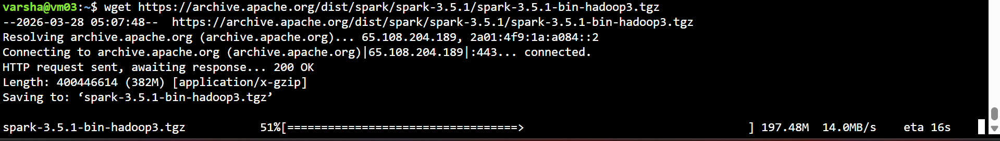 varsha@vm03:~$ wget https://archive.apache.org/dist/spark/spark-3.5.1/spark-3.5.1-bin-hadoop3.tgz
--2026-03-28 05:07:48--  https://archive.apache.org/dist/spark/spark-3.5.1/spark-3.5.1-bin-hadoop3.tgz
Resolving archive.apache.org (archive.apache.org)... 65.108.204.189, 2a01:4f9:1a:a084::2
Connecting to archive.apache.org (archive.apache.org)|65.108.204.189|:443... connected.
HTTP request sent, awaiting response... 200 OK
Length: 400446614 (382M) [application/x-gzip]
Saving to: ‘spark-3.5.1-bin-hadoop3.tgz’
spark-3.5.1-bin-hadoop3.tgz           51%[==================================>                                 ] 197.48M  14.0MB/s    eta 16s